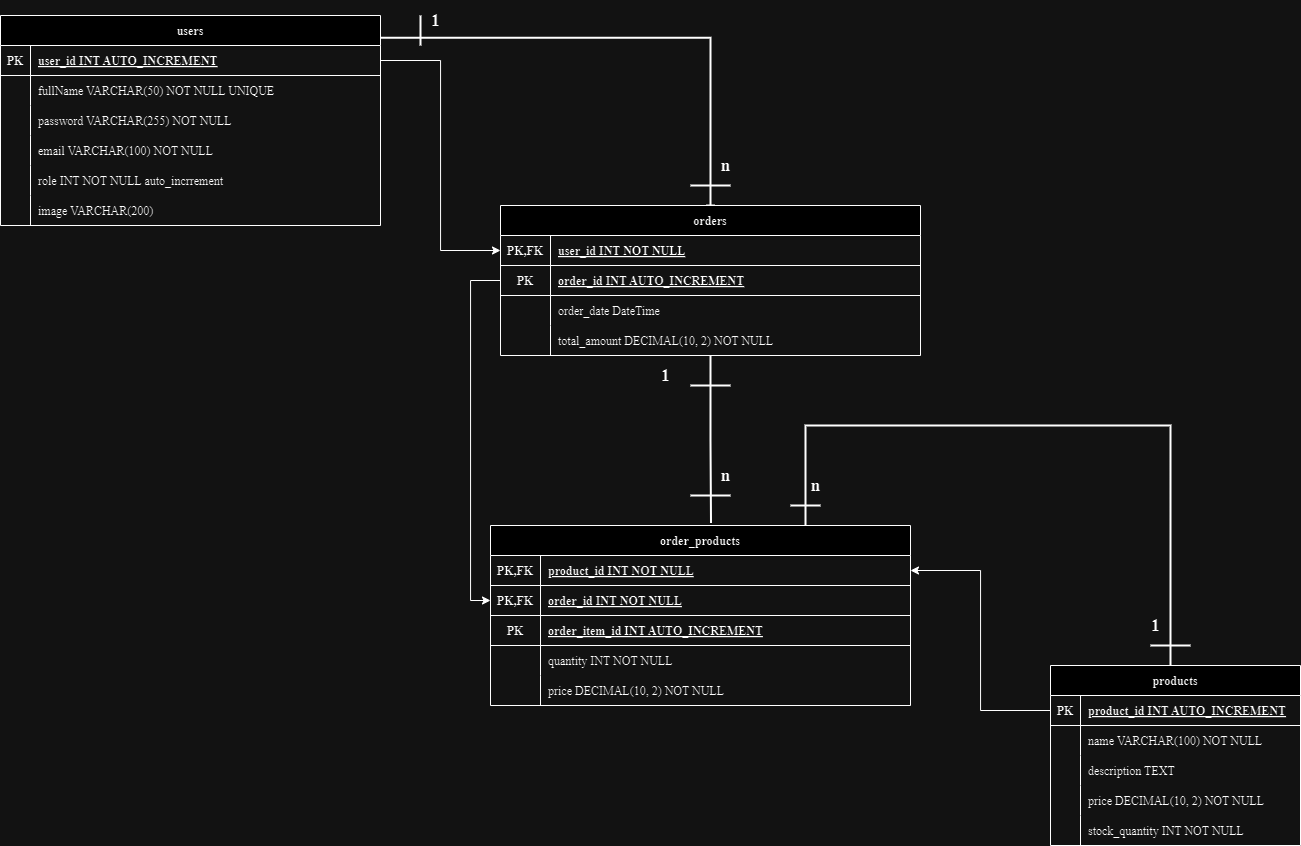 users
1
PK user_id INT AUTO_INCREMENT
fullName VARCHAR(50) NOT NULL UNIQUE
password VARCHAR(255) NOT NULL
email VARCHAR(100) NOT NULL
role INT NOT NULL auto_incrrement
image VARCHAR(200)
n
orders
PK,FK user_id INT NOT NULL
PK order_id INT AUTO_INCREMENT
order_date DateTime
total_amount DECIMAL(10, 2) NOT NULL
1
n
n
order_products
PK,FK product_id INT NOT NULL
PK,FK order_id INT NOT NULL
PK order_item_id INT AUTO_INCREMENT
quantity INT NOT NULL
price DECIMAL(10, 2) NOT NULL
1
products
PK product_id INT AUTO_INCREMENT
name VARCHAR(100) NOT NULL
description TEXT
price DECIMAL(10, 2) NOT NULL
stock_quantity INT NOT NULL